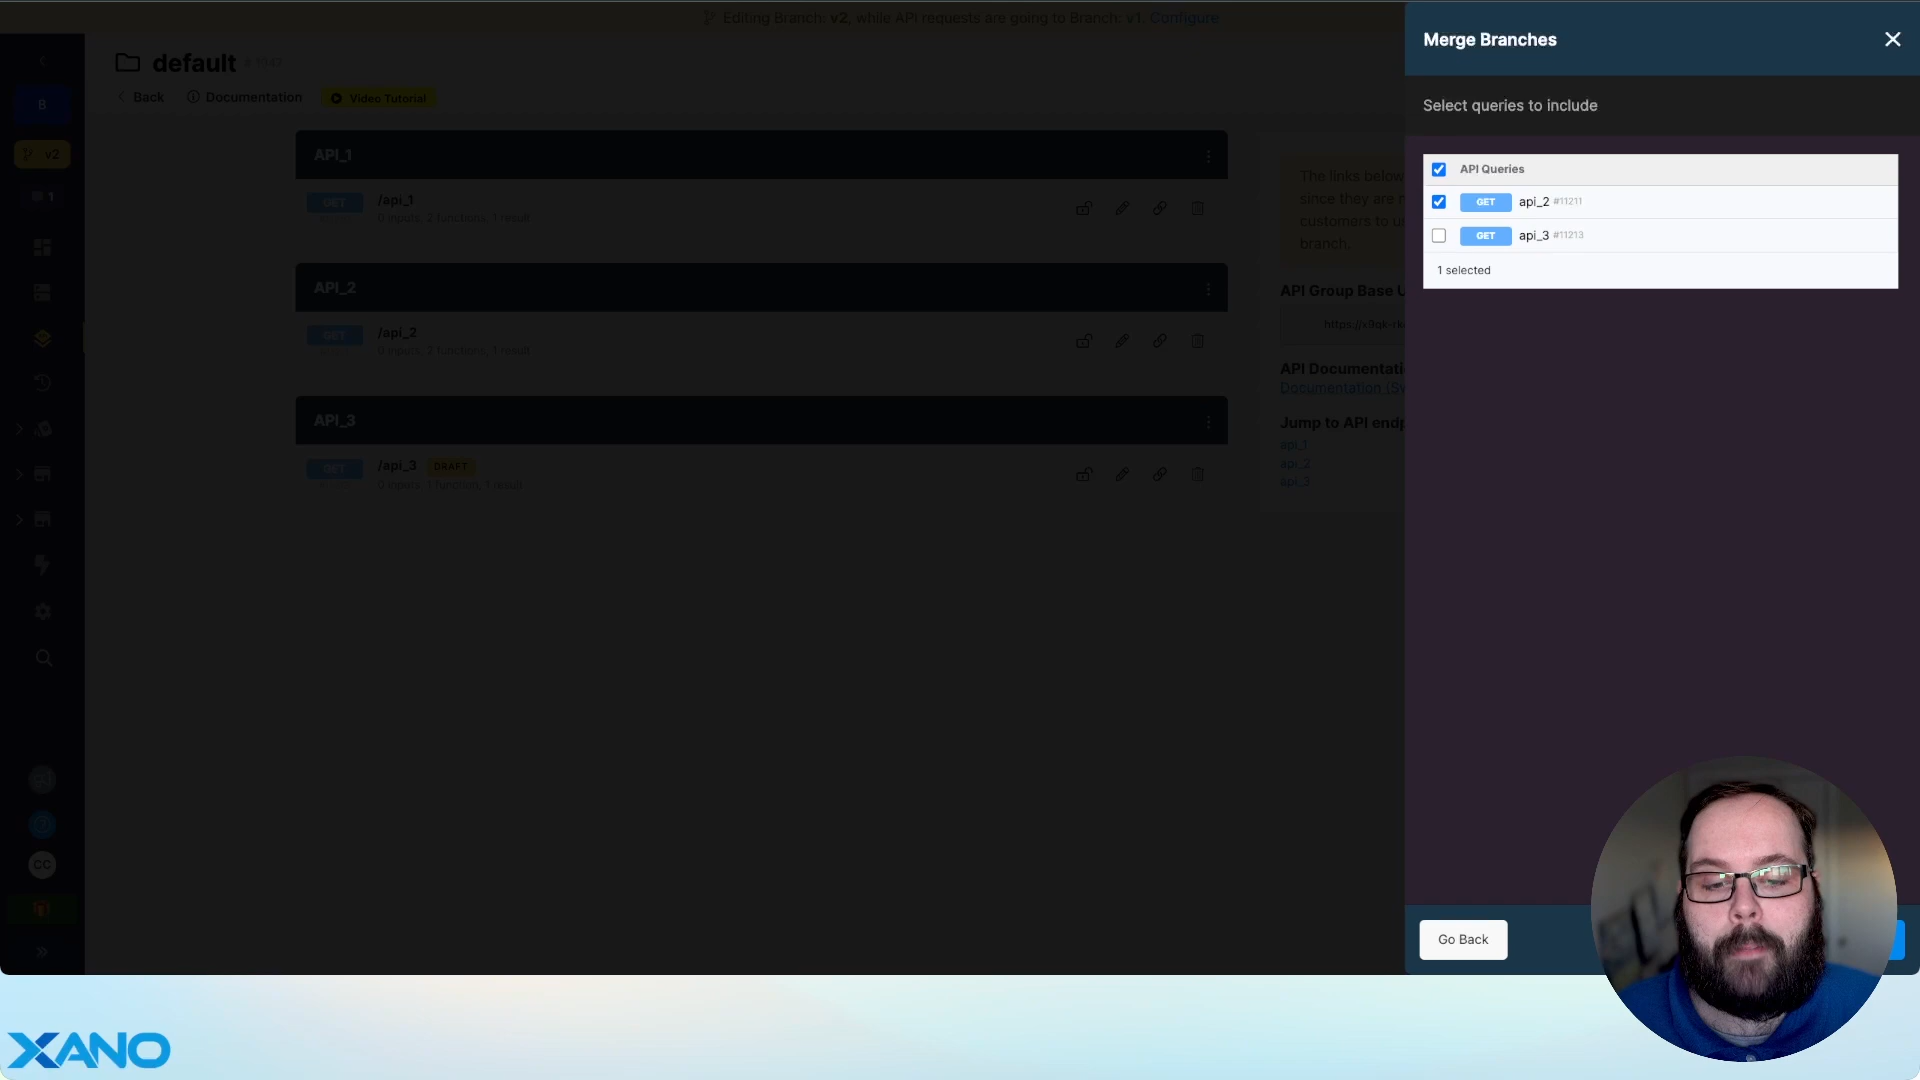 Editing Branch: v2, while API requests are going to Branch: v1. Configure
default
Back
Documentation
Video Tutorial
B
v2
1
CC
API_1
GET
/api_1
0 inputs, 2 functions, 1 result
API_2
GET
/api_2
0 inputs, 2 functions, 1 result
API_3
GET
/api_3 DRAFT
0 inputs, 1 function, 1 result
The links below
since they are
customers to
branch.
API Group Base
API Documentati
Documentation
Jump to API endp
api_1
api_2
api_3
Merge Branches
Select queries to include
API Queries
GET api_2 #11211
GET api_3 #11213
1 selected
Go Back
XANO